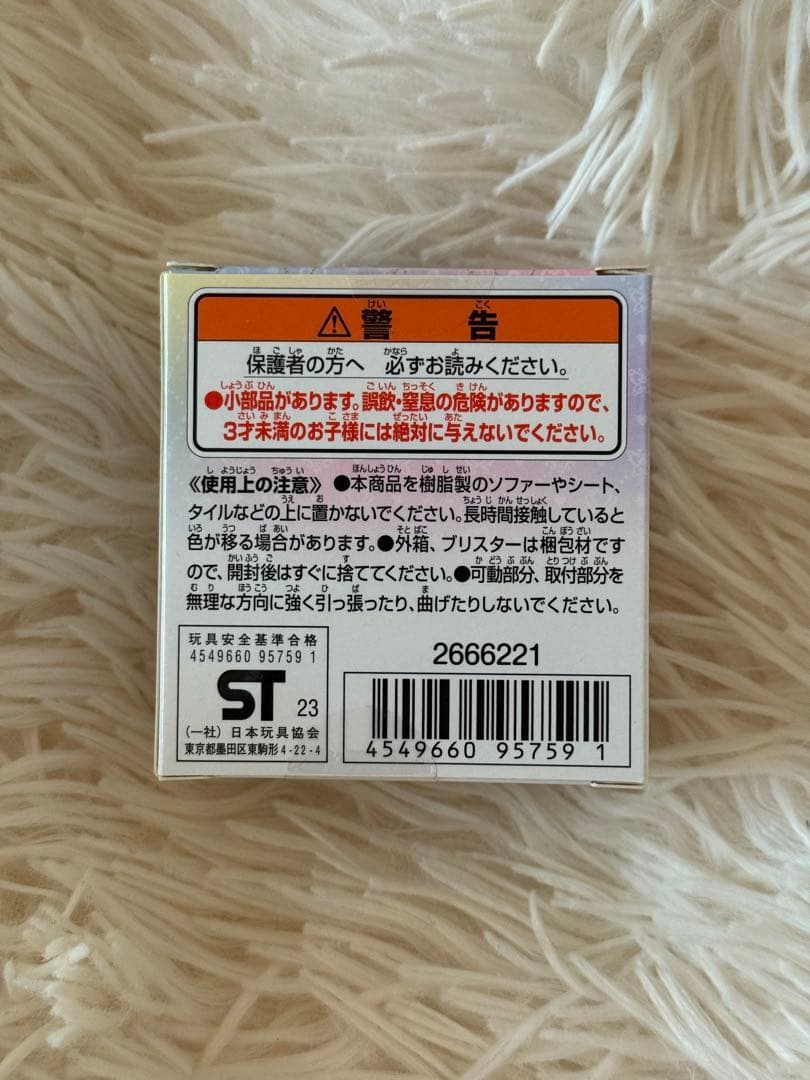 ⚠警告
保護者の方へ 必ずお読みください。
●小部品があります。誤飲・窒息の危険がありますので、
3才未満のお子様には絶対に与えないでください。
《使用上の注意》●本商品を樹脂製のソファーやシート、
タイルなどの上に置かないでください。長時間接触していると
色が移る場合があります。●外箱、ブリスターは梱包材です
ので、開封後はすぐに捨ててください。●可動部分、取付部分を
無理な方向に強く引っ張ったり、曲げたりしないでください。
玩具安全基準合格
4549660 95759 1
ST 23
(一社)日本玩具協会
東京都墨田区東駒形4-22-4
2666221
4549660 957591